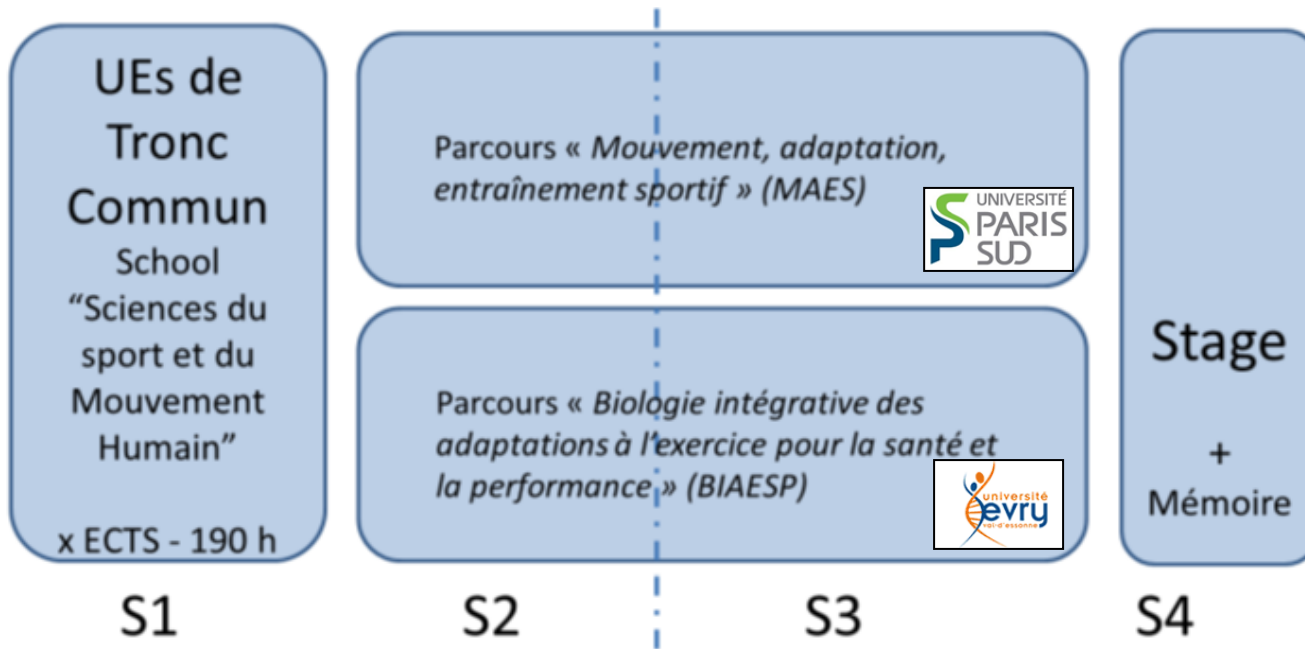 UEs de
Tronc
Commun
School
“Sciences du
sport et du
Mouvement
Humain”
x ECTS - 190 h
Parcours « Mouvement, adaptation,
entraînement sportif » (MAES)
UNIVERSITÉ
PARIS
SUD
Parcours « Biologie intégrative des
adaptations à l’exercice pour la santé et
la performance » (BIAESP)
université
evry
val-d'essonne
Stage
+
Mémoire
S1
S2
S3
S4